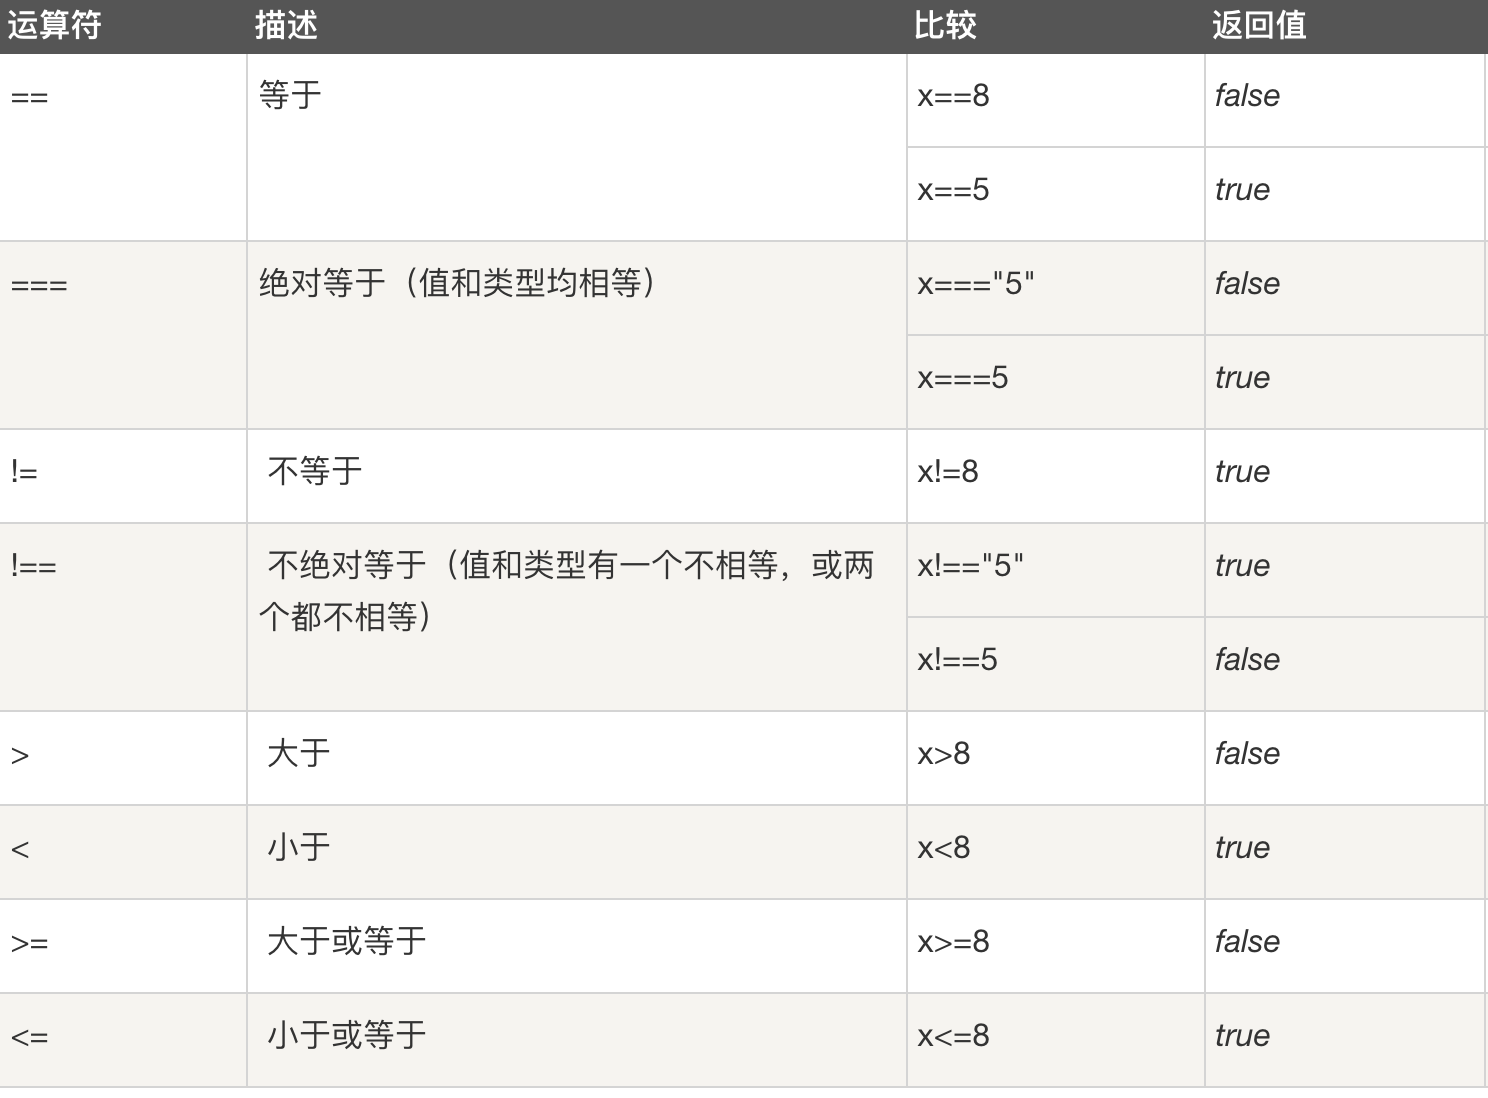 运算符 描述 比较 返回值
== 等于 x==8 false
x==5 true
=== 绝对等于（值和类型均相等） x==="5" false
x===5 true
!= 不等于 x!=8 true
!== 不绝对等于（值和类型有一个不相等，或两 x!=="5" true
个都不相等）
x!==5 false
> 大于 x>8 false
< 小于 x<8 true
>= 大于或等于 x>=8 false
<= 小于或等于 x<=8 true